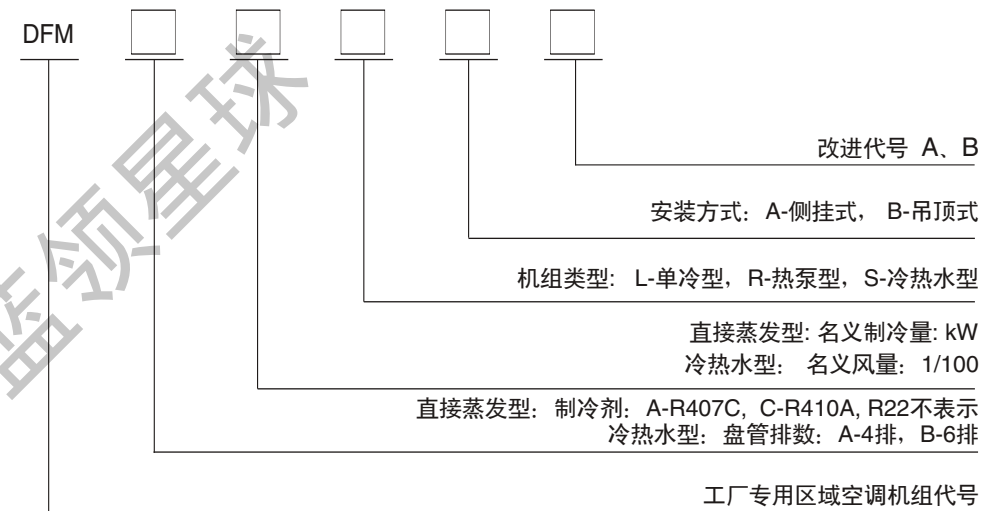 DFM
改进代号 A、B
安装方式：A-侧挂式， B-吊顶式
机组类型： L-单冷型，R-热泵型，S-冷热水型
直接蒸发型: 名义制冷量: kW
冷热水型： 名义风量：1/100
直接蒸发型：制冷剂：A-R407C, C-R410A, R22不表示
冷热水型：盘管排数：A-4排，B-6排
工厂专用区域空调机组代号
蓝领星球